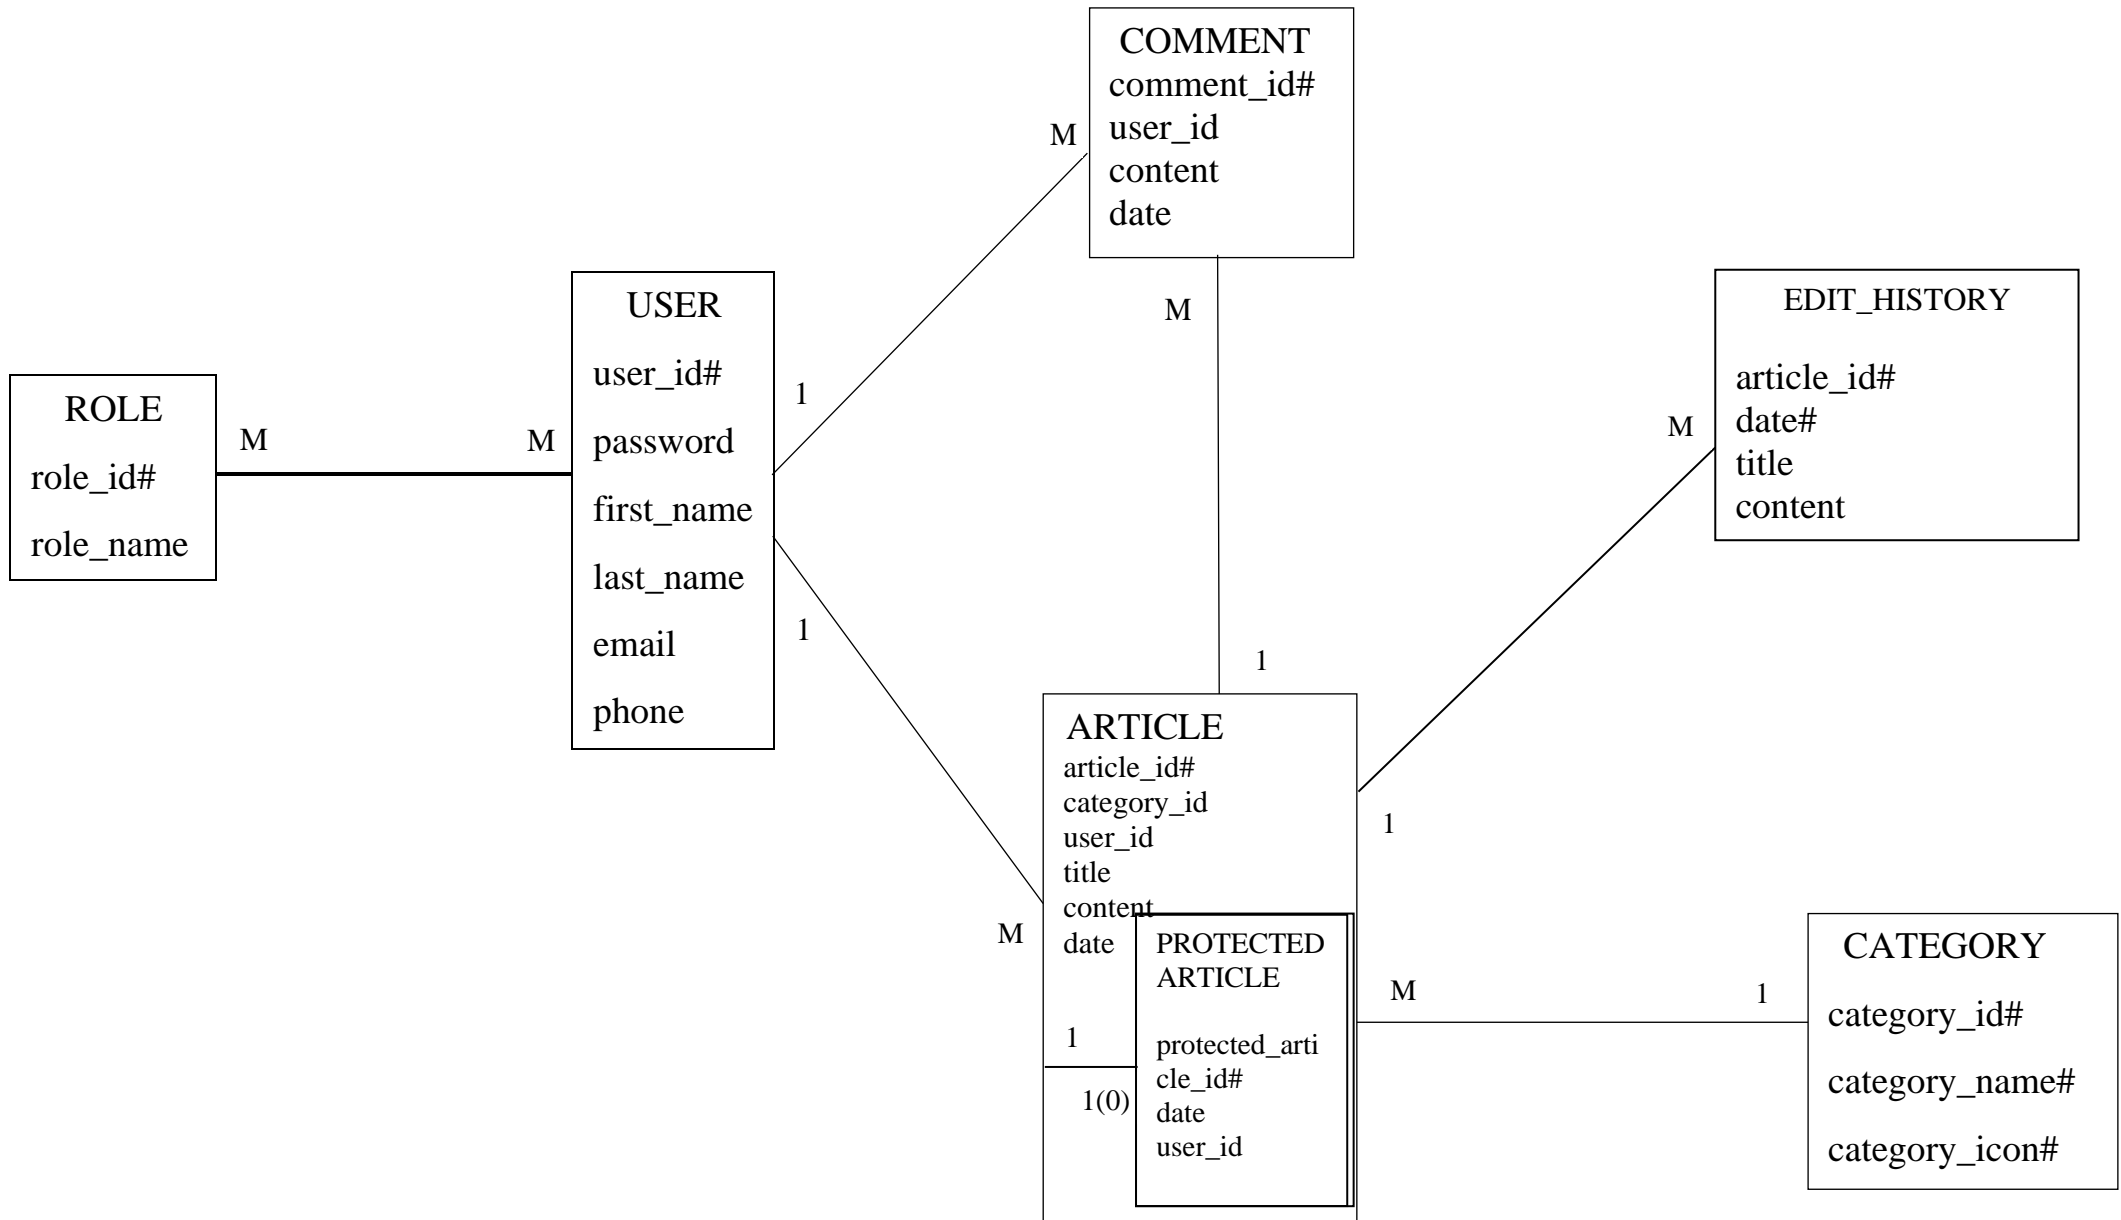 COMMENT
comment_id#
user_id
content
date
M
M
USER
user_id#
password
first_name
last_name
email
phone
1
1
ROLE
role_id#
role_name
M
M
EDIT_HISTORY
article_id#
date#
title
content
M
1
1
ARTICLE
article_id#
category_id
user_id
title
content
date
M
PROTECTED
ARTICLE
protected_arti
cle_id#
date
user_id
1
1(0)
M
1
CATEGORY
category_id#
category_name#
category_icon#